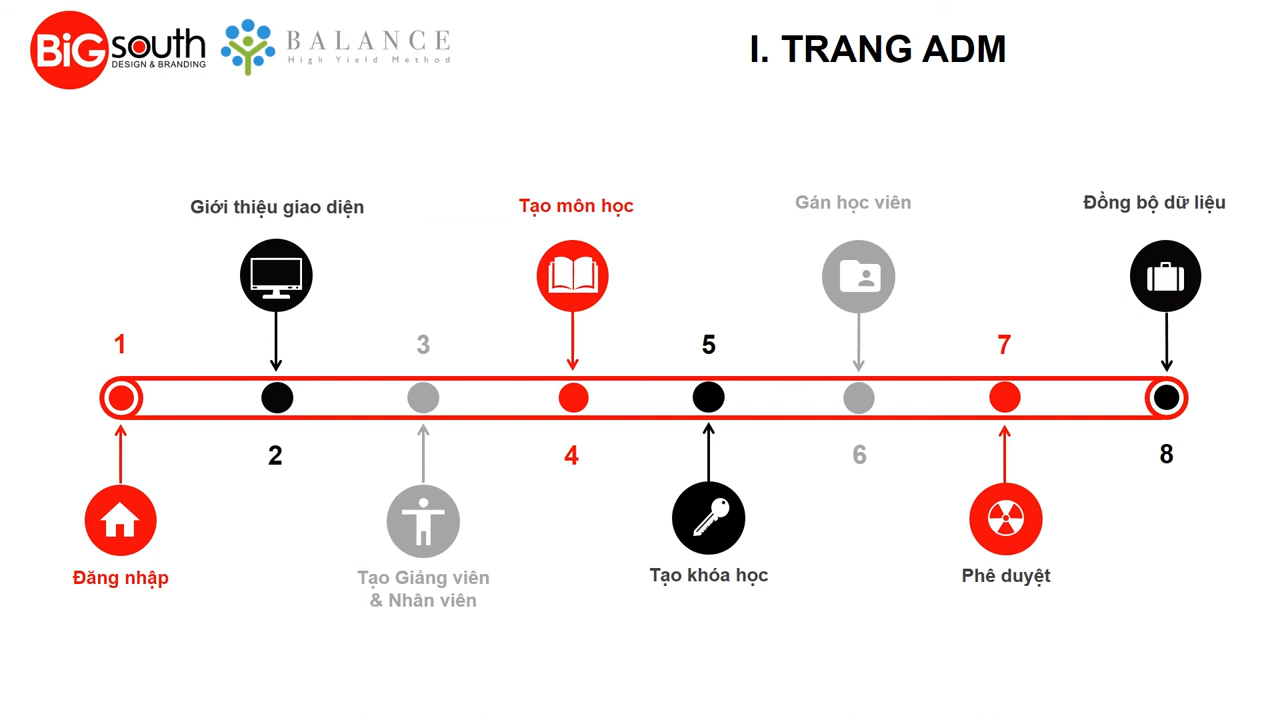 BiG south
DESIGN & BRANDING
BALANCE
High Yield Method
I. TRANG ADM
Giới thiệu giao diện
Tạo môn học
Gán học viên
Đồng bộ dữ liệu
1
3
5
7
2
4
6
8
Đăng nhập
Tạo Giảng viên
& Nhân viên
Tạo khóa học
Phê duyệt